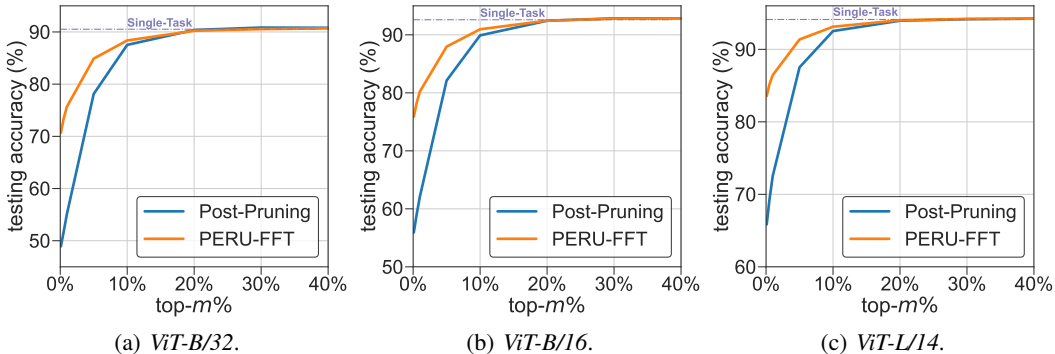 Single-Task
testing accuracy (%)
90
80
70
60
50
Post-Pruning
PERU-FFT
0% 10% 20% 30% 40%
top-m%
(a) ViT-B/32.
Single-Task
testing accuracy (%)
90
80
70
60
50
Post-Pruning
PERU-FFT
0% 10% 20% 30% 40%
top-m%
(b) ViT-B/16.
Single-Task
testing accuracy (%)
90
80
70
60
Post-Pruning
PERU-FFT
0% 10% 20% 30% 40%
top-m%
(c) ViT-L/14.